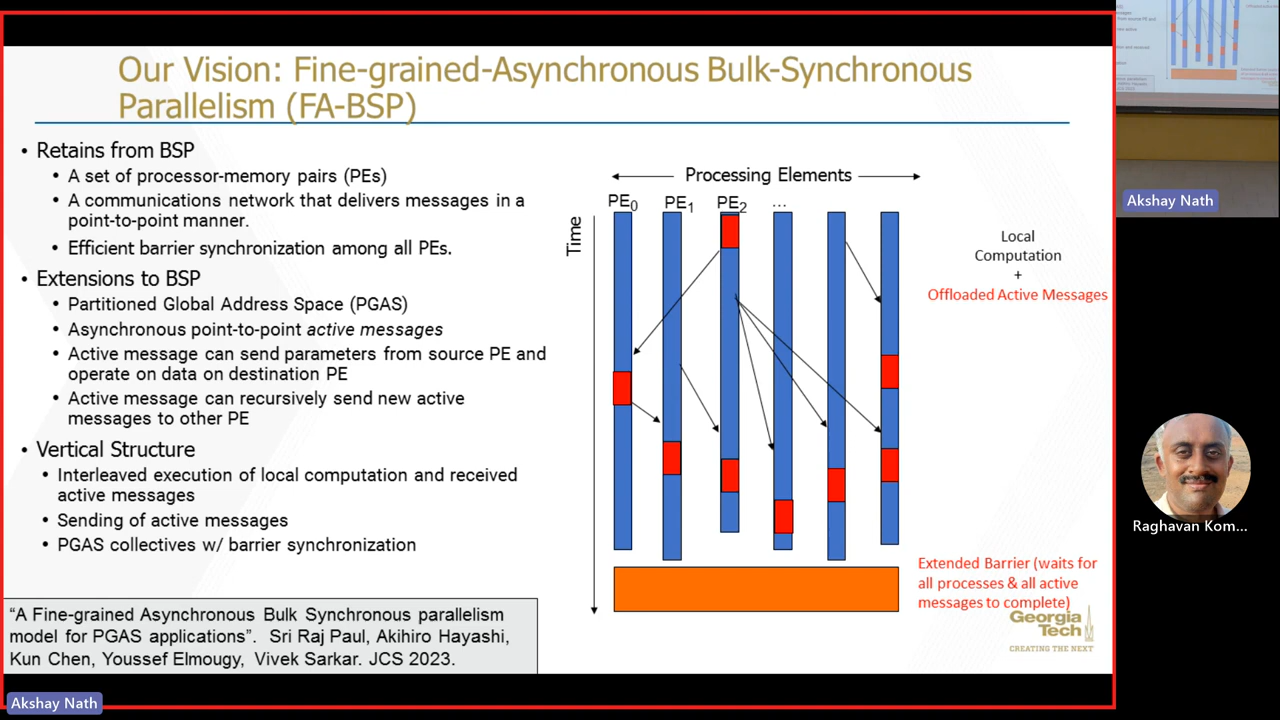 Our Vision: Fine-grained-Asynchronous Bulk-Synchronous
Parallelism (FA-BSP)
• Retains from BSP
• A set of processor-memory pairs (PEs)
• A communications network that delivers messages in a
point-to-point manner.
• Efficient barrier synchronization among all PEs.
• Extensions to BSP
• Partitioned Global Address Space (PGAS)
• Asynchronous point-to-point active messages
• Active message can send parameters from source PE and
operate on data on destination PE
• Active message can recursively send new active
messages to other PE
• Vertical Structure
• Interleaved execution of local computation and received
active messages
• Sending of active messages
• PGAS collectives w/ barrier synchronization
“A Fine-grained Asynchronous Bulk Synchronous parallelism
model for PGAS applications”. Sri Raj Paul, Akihiro Hayashi,
Kun Chen, Youssef Elmougy, Vivek Sarkar. JCS 2023.
Processing Elements
PE0 PE1 PE2 ...
Time
Local
Computation
+
Offloaded Active Messages
Extended Barrier (waits for
all processes & all active
messages to complete)
Georgia
Tech
CREATING THE NEXT
Akshay Nath
Raghavan Kom...
Akshay Nath